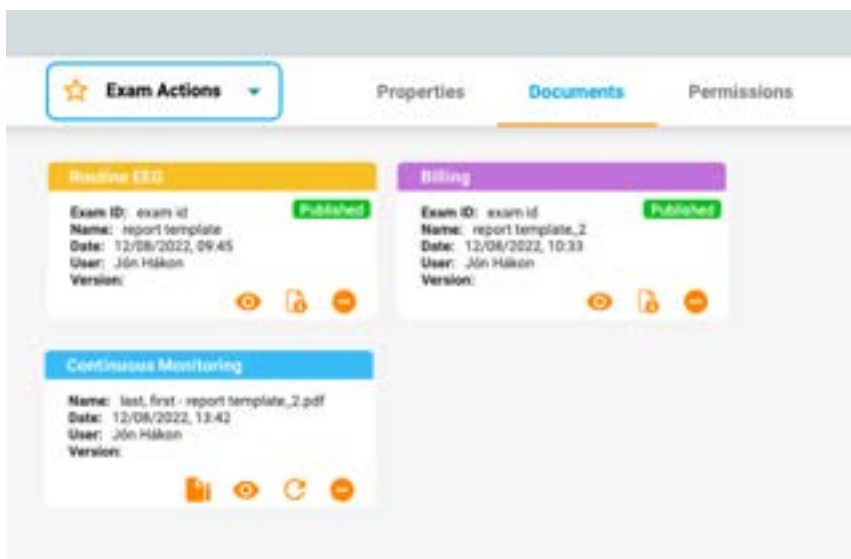 Exam Actions
Properties
Documents
Permissions
Routine EEG
Published
Exam ID: exam id
Name: report template
Date: 12/08/2022, 09:45
User: Jón Hákon
Version:
Billing
Published
Exam ID: exam id
Name: report template_2
Date: 12/08/2022, 10:33
User: Jón Hákon
Version:
Continuous Monitoring
Name: last, first - report template_2.pdf
Date: 12/08/2022, 13:42
User: Jón Hákon
Version: